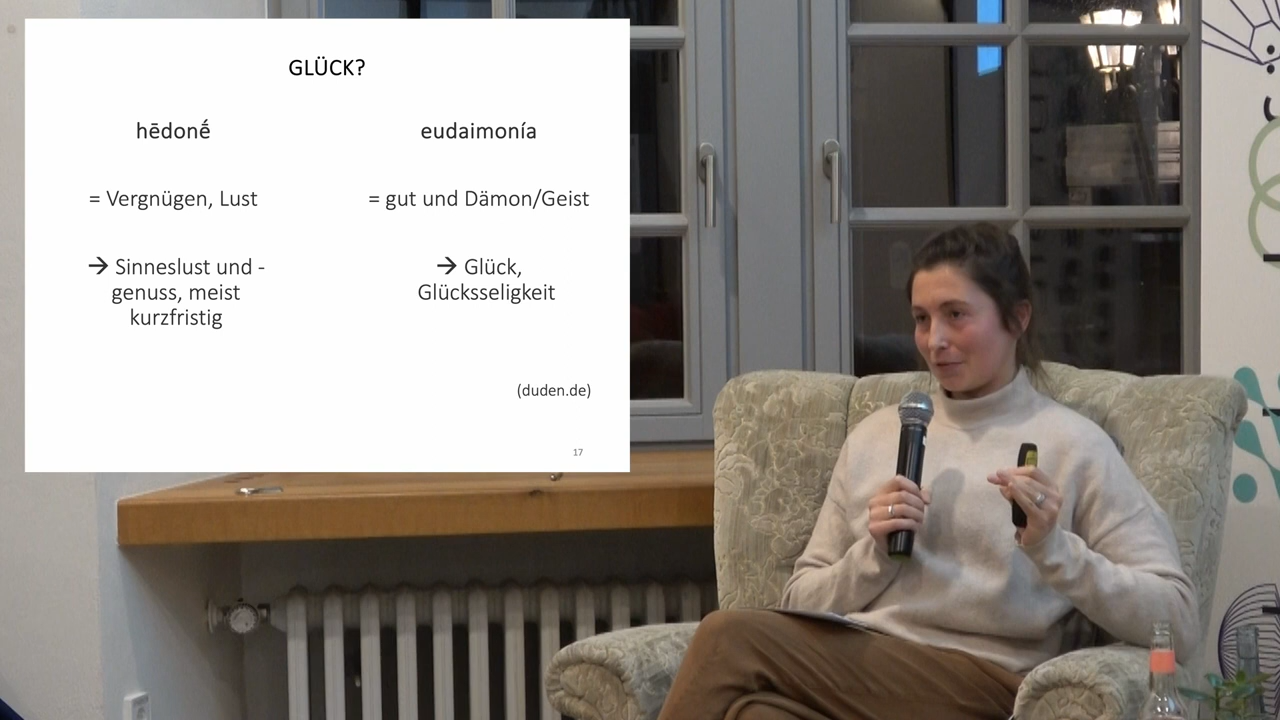 GLÜCK?
hēdonḗ
eudaimonía
= Vergnügen, Lust
= gut und Dämon/Geist
→ Sinneslust und -
genuss, meist
kurzfristig
→ Glück,
Glücksseligkeit
(duden.de)
17